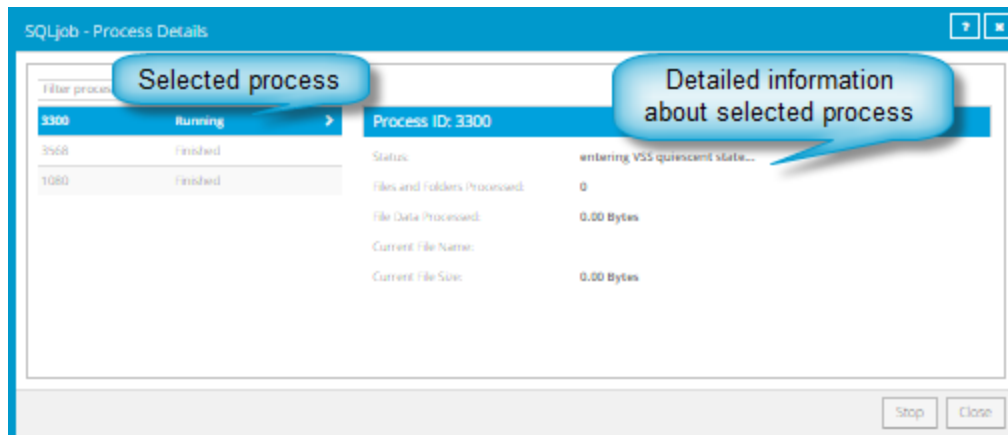 SQLjob - Process Details
? ×
Selected process
Detailed information
about selected process
Filter
3300 Running >
3568 Finished
1080 Finished
Process ID: 3300
Status: entering VSS quiescent state...
Files and Folders Processed: 0
File Data Processed: 0.00 Bytes
Current File Name:
Current File Size: 0.00 Bytes
Stop Close